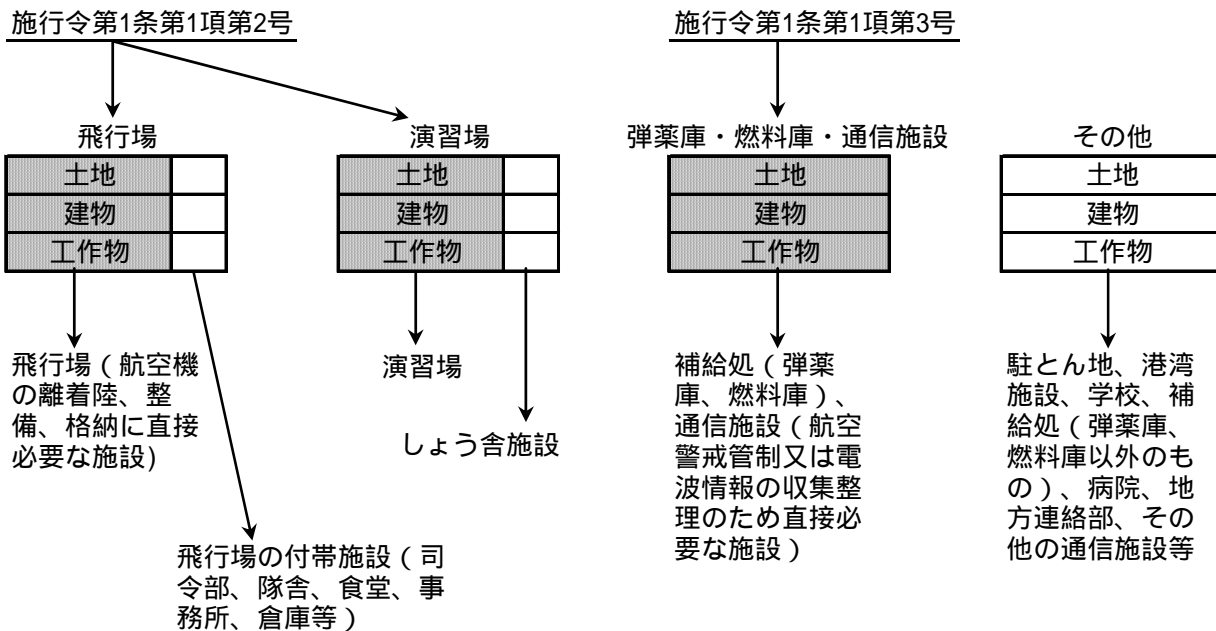 施行令第1条第1項第2号
飛行場
土地
建物
工作物
飛行場（航空機
の離着陸、整
備、格納に直接
必要な施設)
飛行場の付帯施設（司
令部、隊舎、食堂、事
務所、倉庫等）
演習場
土地
建物
工作物
演習場
しょう舎施設
施行令第1条第1項第3号
弾薬庫・燃料庫・通信施設
土地
建物
工作物
補給処（弾薬
庫、燃料庫）、
通信施設（航空
警戒管制又は電
波情報の収集整
理のため直接必
要な施設）
その他
土地
建物
工作物
駐とん地、港湾
施設、学校、補
給処（弾薬庫、
燃料庫以外のも
の）、病院、地
方連絡部、その
他の通信施設等